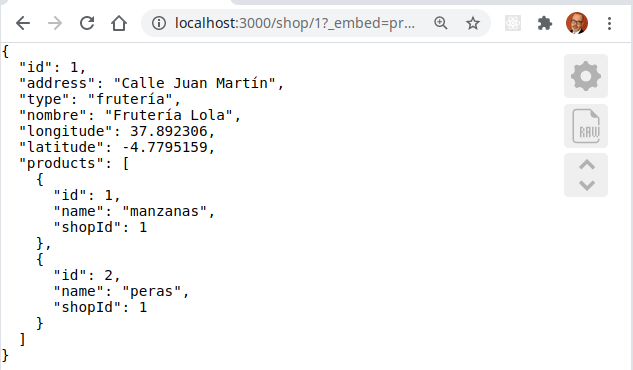 localhost:3000/shop/1?_embed=pr...
{
  "id": 1,
  "address": "Calle Juan Martín",
  "type": "frutería",
  "nombre": "Frutería Lola",
  "longitude": 37.892306,
  "latitude": -4.7795159,
  "products": [
    {
      "id": 1,
      "name": "manzanas",
      "shopId": 1
    },
    {
      "id": 2,
      "name": "peras",
      "shopId": 1
    }
  ]
}
RAW